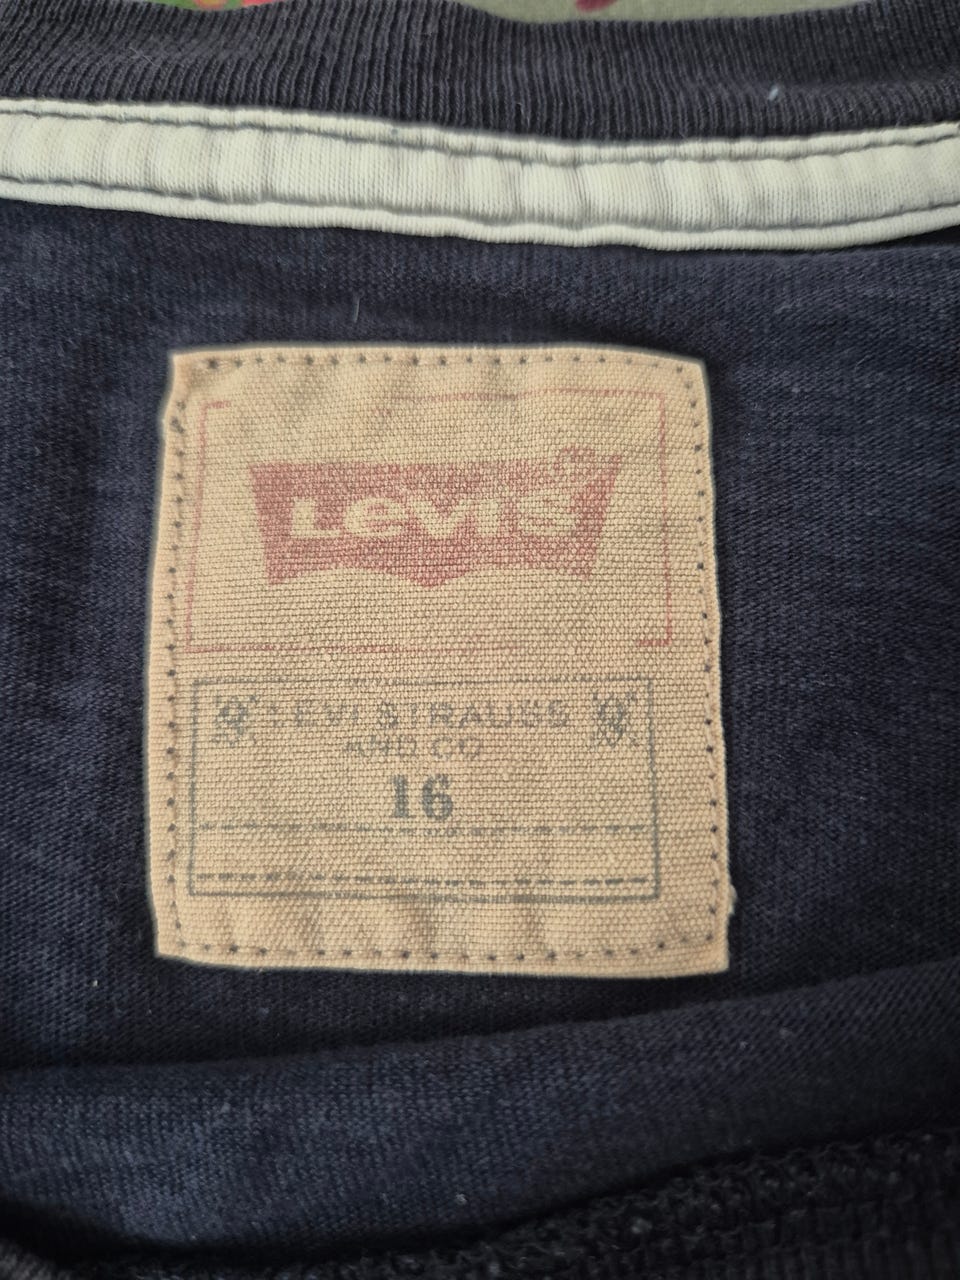 Levi's
LEVI STRAUSS
AND CO
16